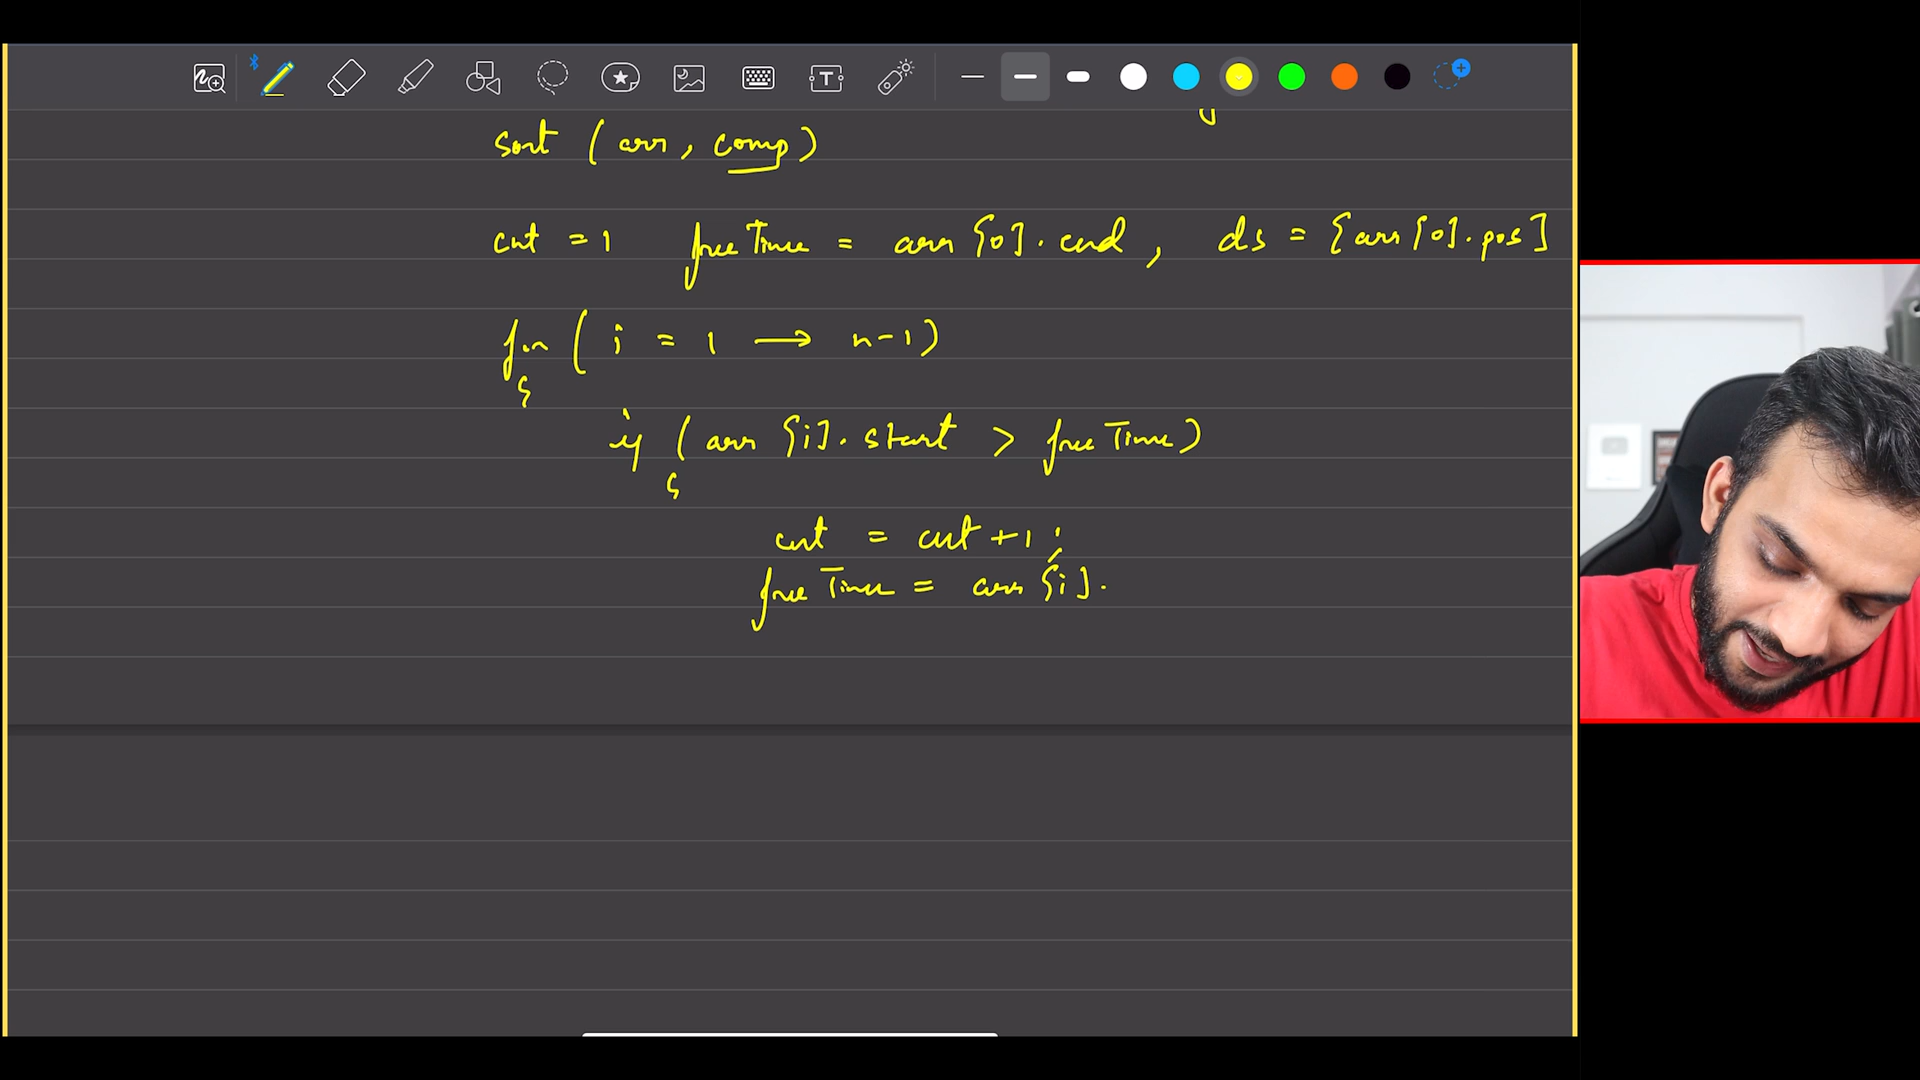 sort (arr, comp)
cnt = 1 freeTime = arr[0].end, ds = [arr[0].pos]
for (i = 1 → n-1)
{
if (arr[i].start > freeTime)
{
cnt = cnt + 1;
freeTime = arr[i].